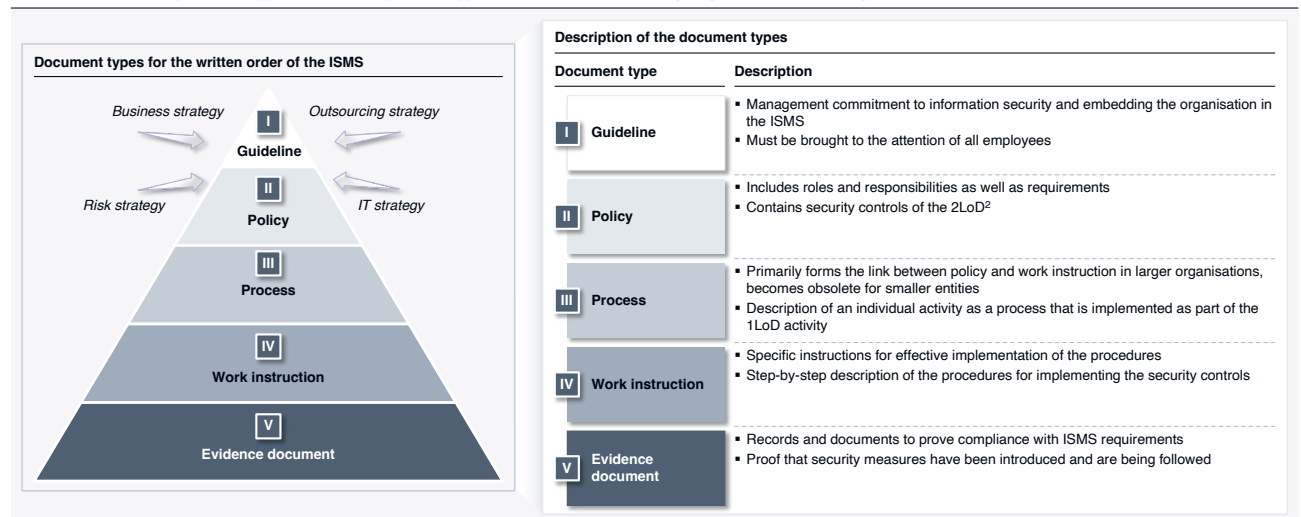 Document types for the written order of the ISMS
Business strategy
Outsourcing strategy
I
Guideline
Risk strategy
IT strategy
II
Policy
III
Process
IV
Work instruction
V
Evidence document
Description of the document types
Document type
Description
I
Guideline
▪ Management commitment to information security and embedding the organisation in
the ISMS
▪ Must be brought to the attention of all employees
II
Policy
▪ Includes roles and responsibilities as well as requirements
▪ Contains security controls of the 2LoD²
III
Process
▪ Primarily forms the link between policy and work instruction in larger organisations,
becomes obsolete for smaller entities
▪ Description of an individual activity as a process that is implemented as part of the
1LoD activity
IV
Work instruction
▪ Specific instructions for effective implementation of the procedures
▪ Step-by-step description of the procedures for implementing the security controls
V
Evidence
document
▪ Records and documents to prove compliance with ISMS requirements
▪ Proof that security measures have been introduced and are being followed